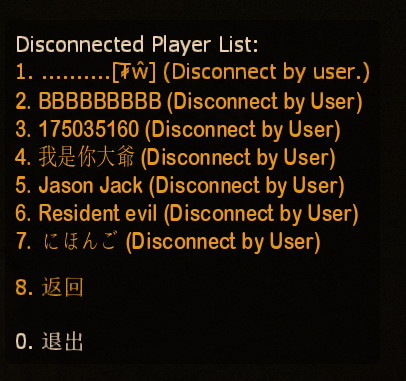 Disconnected Player List:
1. ..........[₮ŵ] (Disconnect by user.)
2. BBBBBBBBB (Disconnect by User)
3. 175035160 (Disconnect by User)
4. 我是你大爺 (Disconnect by User)
5. Jason Jack (Disconnect by User)
6. Resident evil (Disconnect by User)
7. にほんご (Disconnect by User)
8. 返回
0. 退出